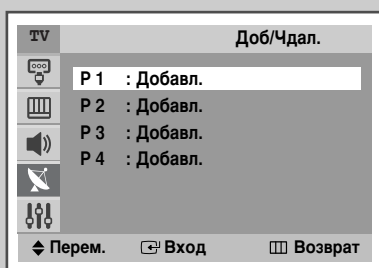 TV Доб/Чдал.
P 1 : Добавл.
P 2 : Добавл.
P 3 : Добавл.
P 4 : Добавл.
Перем. Вход Возврат